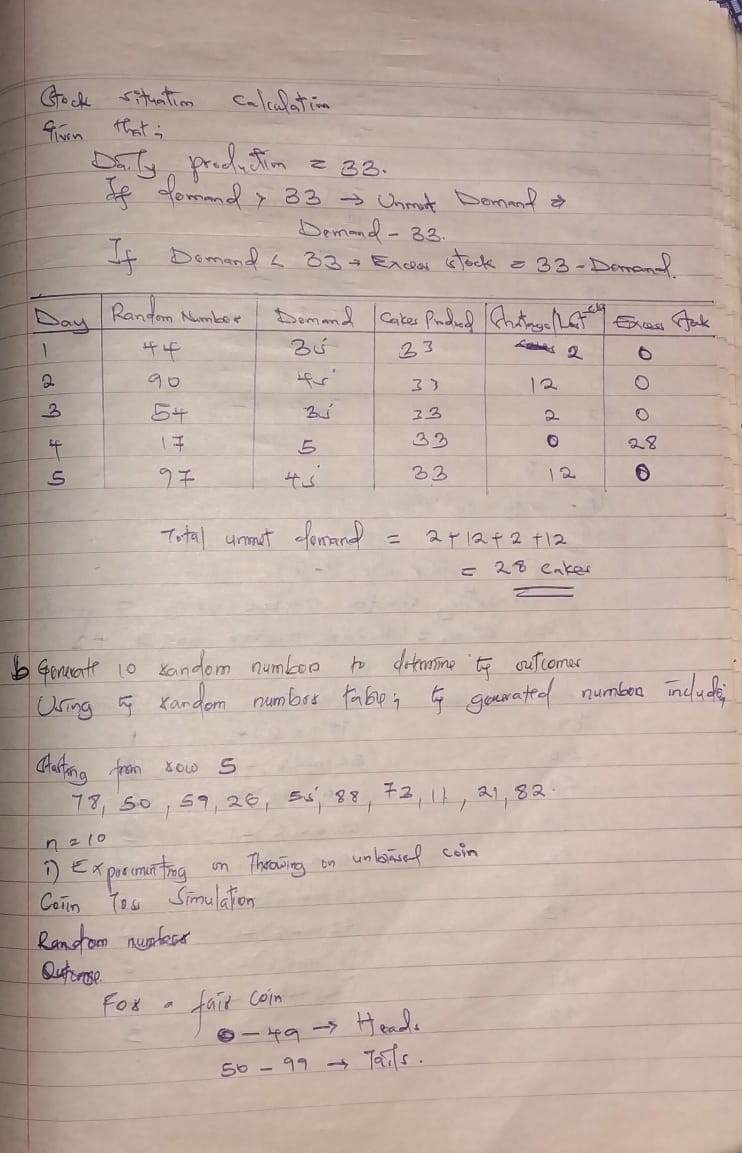 Stock situation calculation
Given that;
Daily production = 33.
If demand > 33 → Unmet Demand ⇒
Demand - 33.
If Demand < 33 → Excess stock = 33 - Demand.
Day Random Number Demand Cakes Produced Shortage/Lost Excess Stock
1 44 35 33 2 0
2 90 45 33 12 0
3 54 35 33 2 0
4 17 5 33 0 28
5 97 45 33 12 0
Total unmet demand = 2 + 12 + 2 + 12
= 28 Cakes
b Generate 10 random numbers to determine outcomes
Using random number table; generated numbers include;
Starting from row 5
78, 50, 59, 26, 55, 88, 72, 11, 21, 82.
n = 10
i) Experimenting on Throwing on unbiased coin
Coiin Toss Simulation
Random numbers
Outcome
For a fair coin
0 - 49 → Heads
50 - 99 → Tails.